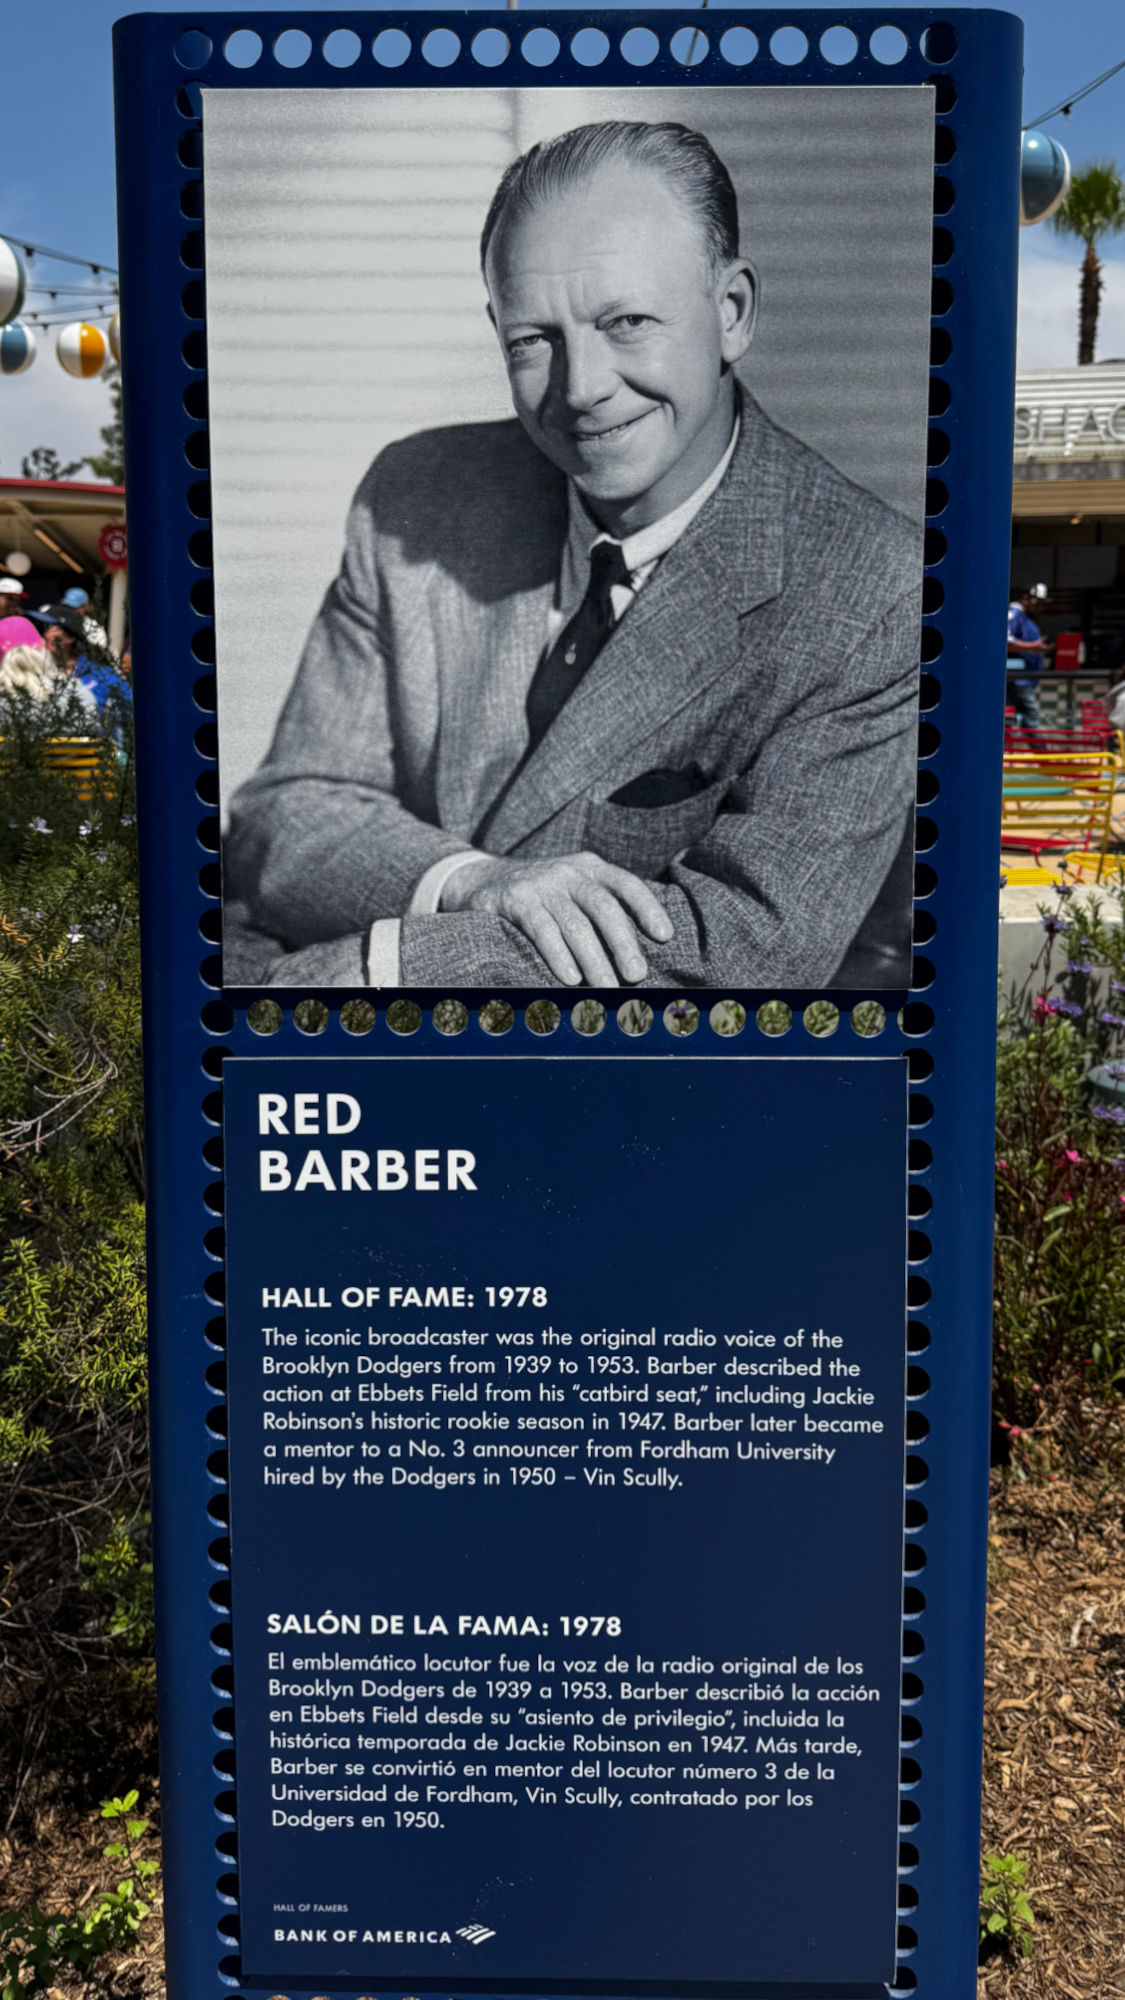 SHAC
RED
BARBER
HALL OF FAME: 1978
The iconic broadcaster was the original radio voice of the
Brooklyn Dodgers from 1939 to 1953. Barber described the
action at Ebbets Field from his “catbird seat,” including Jackie
Robinson's historic rookie season in 1947. Barber later became
a mentor to a No. 3 announcer from Fordham University
hired by the Dodgers in 1950 – Vin Scully.
SALÓN DE LA FAMA: 1978
El emblemático locutor fue la voz de la radio original de los
Brooklyn Dodgers de 1939 a 1953. Barber describió la acción
en Ebbets Field desde su “asiento de privilegio”, incluida la
histórica temporada de Jackie Robinson en 1947. Más tarde,
Barber se convirtió en mentor del locutor número 3 de la
Universidad de Fordham, Vin Scully, contratado por los
Dodgers en 1950.
HALL OF FAMERS
BANK OF AMERICA